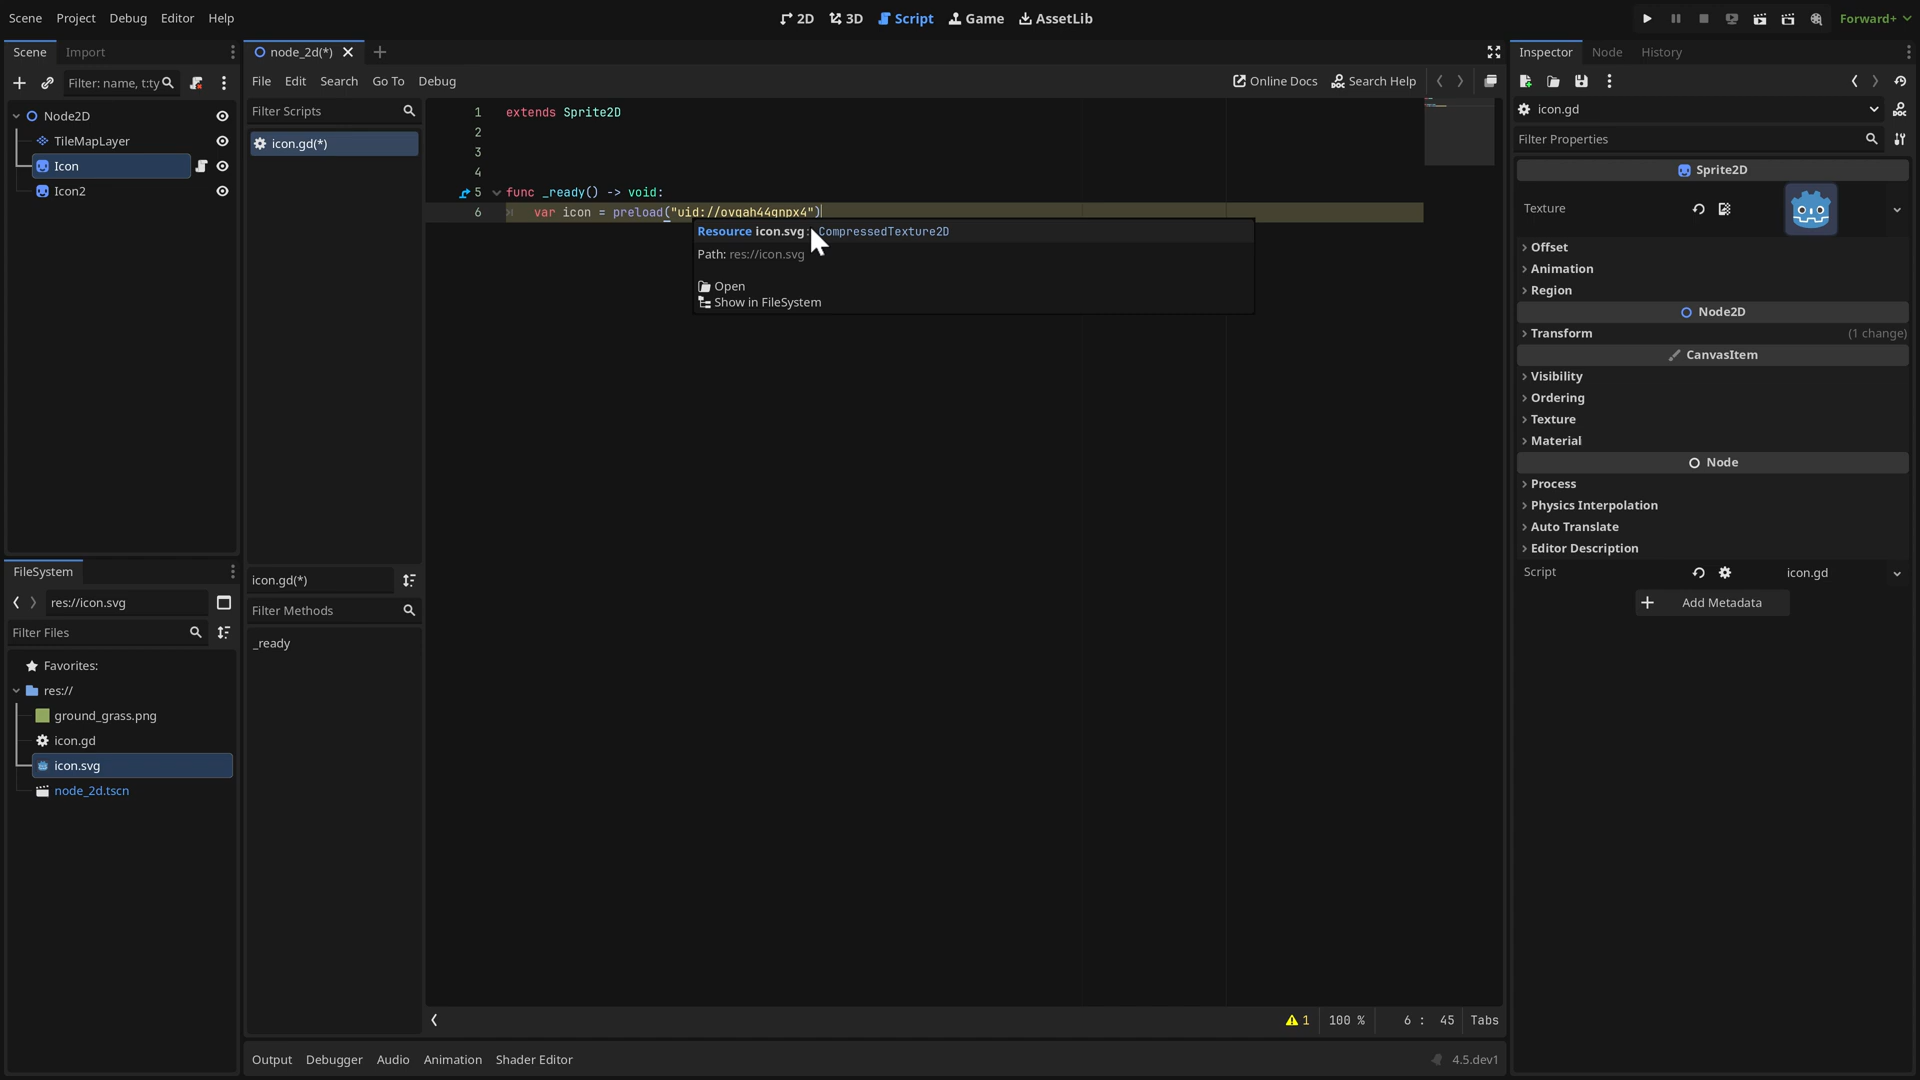 Scene Project Debug Editor Help
2D 3D Script Game AssetLib
Forward+
Scene Import
Filter: name, t:ty
Node2D
TileMapLayer
Icon
Icon2
FileSystem
res://icon.svg
Filter Files
Favorites:
res://
ground_grass.png
icon.gd
icon.svg
node_2d.tscn
node_2d(*)
File Edit Search Go To Debug
Online Docs Search Help
Filter Scripts
icon.gd(*)
icon.gd(*)
Filter Methods
_ready
1 extends Sprite2D
2
3
4
5 func _ready() -> void:
6 var icon = preload("uid://ovqah44qnpx4")
Resource icon.svg: CompressedTexture2D
Path: res://icon.svg
Open
Show in FileSystem
1 100 % 6 : 45 Tabs
Output Debugger Audio Animation Shader Editor
4.5.dev1
Inspector Node History
icon.gd
Filter Properties
Sprite2D
Texture
Offset
Animation
Region
Node2D
Transform (1 change)
CanvasItem
Visibility
Ordering
Texture
Material
Node
Process
Physics Interpolation
Auto Translate
Editor Description
Script icon.gd
Add Metadata